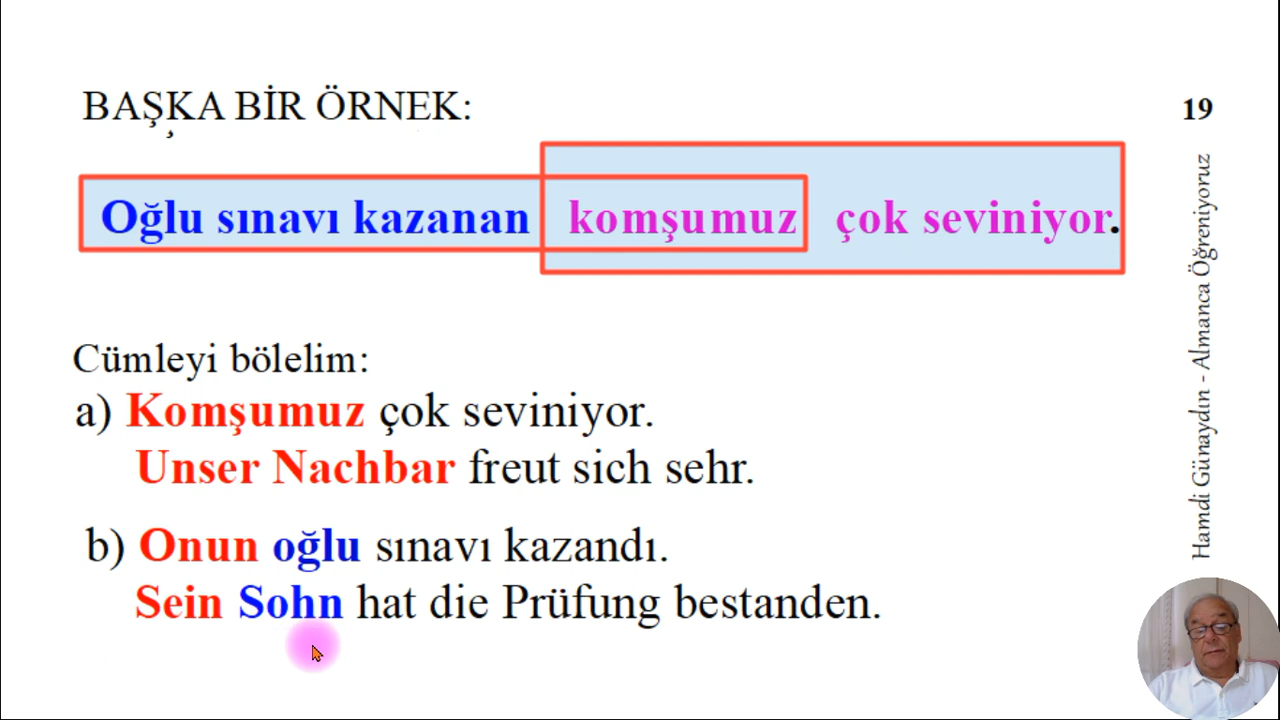 BAŞKA BİR ÖRNEK:
19
Oğlu sınavı kazanan komşumuz çok seviniyor.
Cümleyi bölelim:
a) Komşumuz çok seviniyor.
Unser Nachbar freut sich sehr.
b) Onun oğlu sınavı kazandı.
Sein Sohn hat die Prüfung bestanden.
Hamdi Günaydın - Almanca Öğreniyoruz